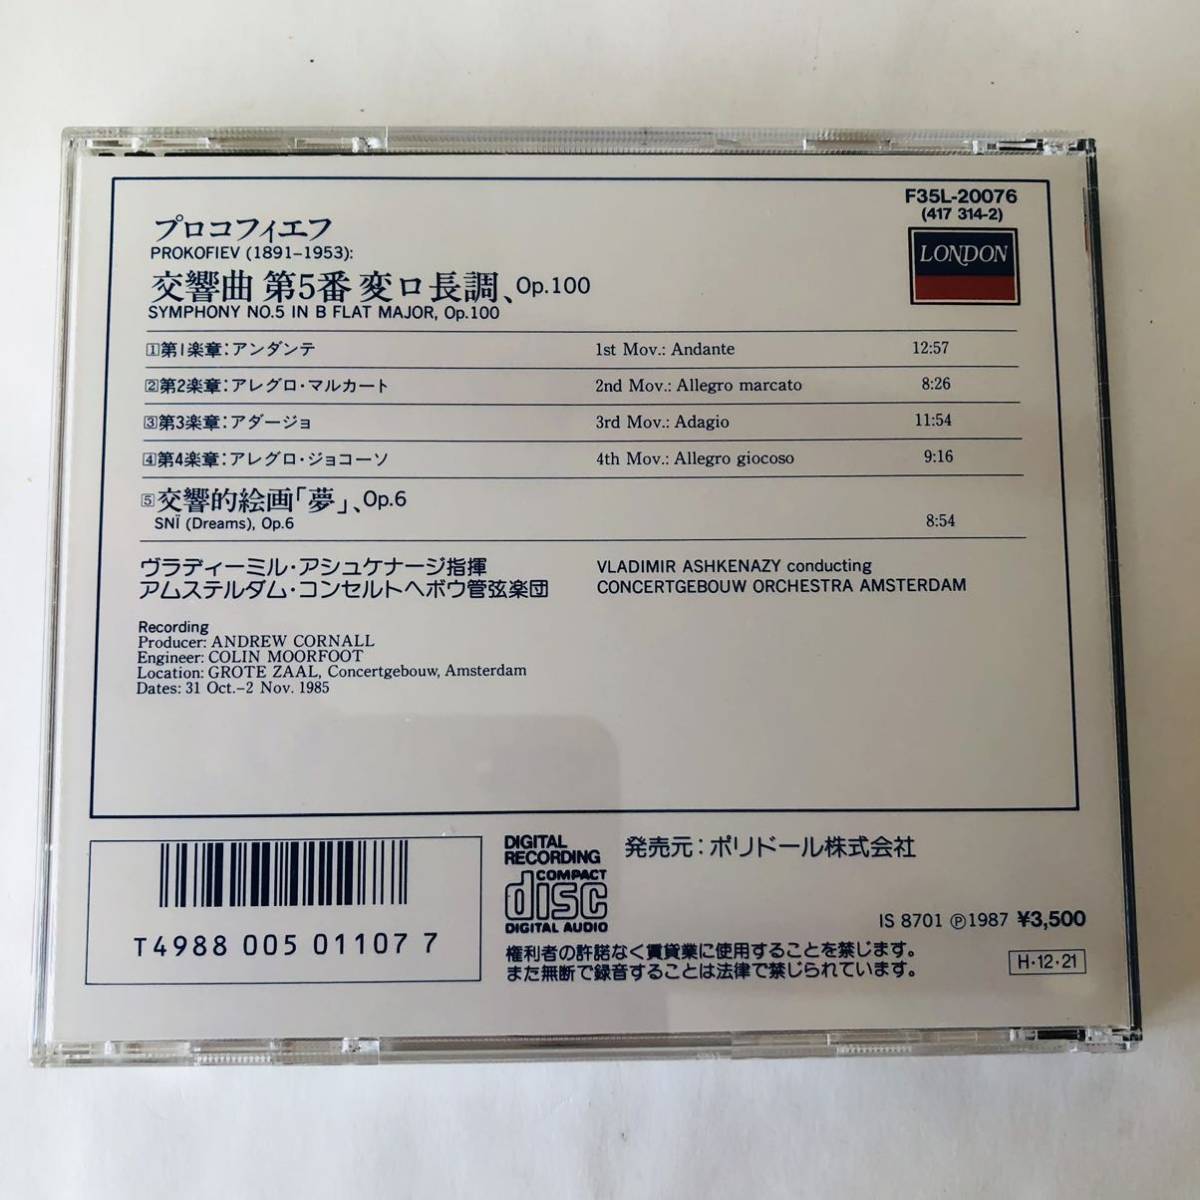 F35L-20076
(417 314-2)
LONDON
プロコフィエフ
PROKOFIEV (1891–1953):
交響曲 第5番 変ロ長調、Op.100
SYMPHONY NO.5 IN B FLAT MAJOR, Op.100
1 第1楽章：アンダンテ 1st Mov.: Andante 12:57
2 第2楽章：アレグロ・マルカート 2nd Mov.: Allegro marcato 8:26
3 第3楽章：アダージョ 3rd Mov.: Adagio 11:54
4 第4楽章：アレグロ・ジョコーソ 4th Mov.: Allegro giocoso 9:16
5 交響的絵画「夢」、Op.6
SNÏ (Dreams), Op.6 8:54
ヴラディーミル・アシュケナージ指揮 VLADIMIR ASHKENAZY conducting
アムステルダム・コンセルトヘボウ管弦楽団 CONCERTGEBOUW ORCHESTRA AMSTERDAM
Recording
Producer: ANDREW CORNALL
Engineer: COLIN MOORFOOT
Location: GROTE ZAAL, Concertgebouw, Amsterdam
Dates: 31 Oct.–2 Nov. 1985
T4988 005 01107 7
DIGITAL
RECORDING
COMPACT
disc
DIGITAL AUDIO
発売元：ポリドール株式会社
IS 8701 ℗1987 ¥3,500
権利者の許諾なく賃貸業に使用することを禁じます。
また無断で録音することは法律で禁じられています。
H・12・21